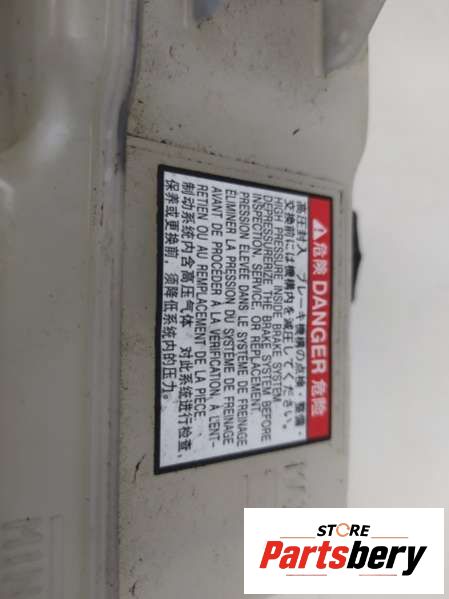 ⚠危険 DANGER 危险
高圧封入 ブレーキ機構の点検・整備・
交換前には機構内を減圧してください。
HIGH PRESSURE INSIDE BRAKE SYSTEM.
DEPRESSURIZE THE BRAKE SYSTEM BEFORE
INSPECTION, SERVICE, OR REPLACEMENT.
PRESSION ÉLEVÉE DANS LE SYSTÈME DE FREINAGE
ÉLIMINER LA PRESSION DU SYSTÈME DE FREINAGE
AVANT DE PROCÉDER À LA VÉRIFICATION, À L'ENT-
RETIEN OU AU REMPLACEMENT DE LA PIÈCE.
制动系统内含高压气体，对此系统进行检查，
保养或更换前，须降低系统内的压力。
MIN
STORE
Partsbery